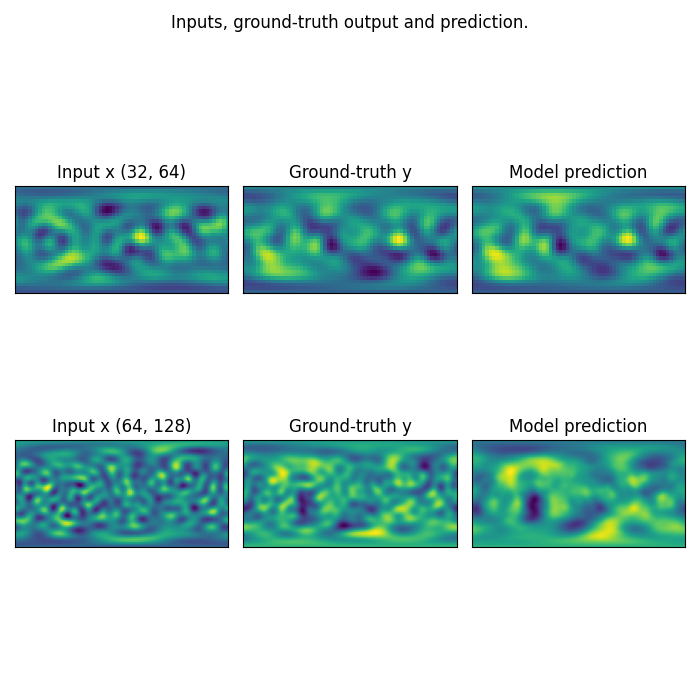 Inputs, ground-truth output and prediction.
Input x (32, 64)
Ground-truth y
Model prediction
Input x (64, 128)
Ground-truth y
Model prediction